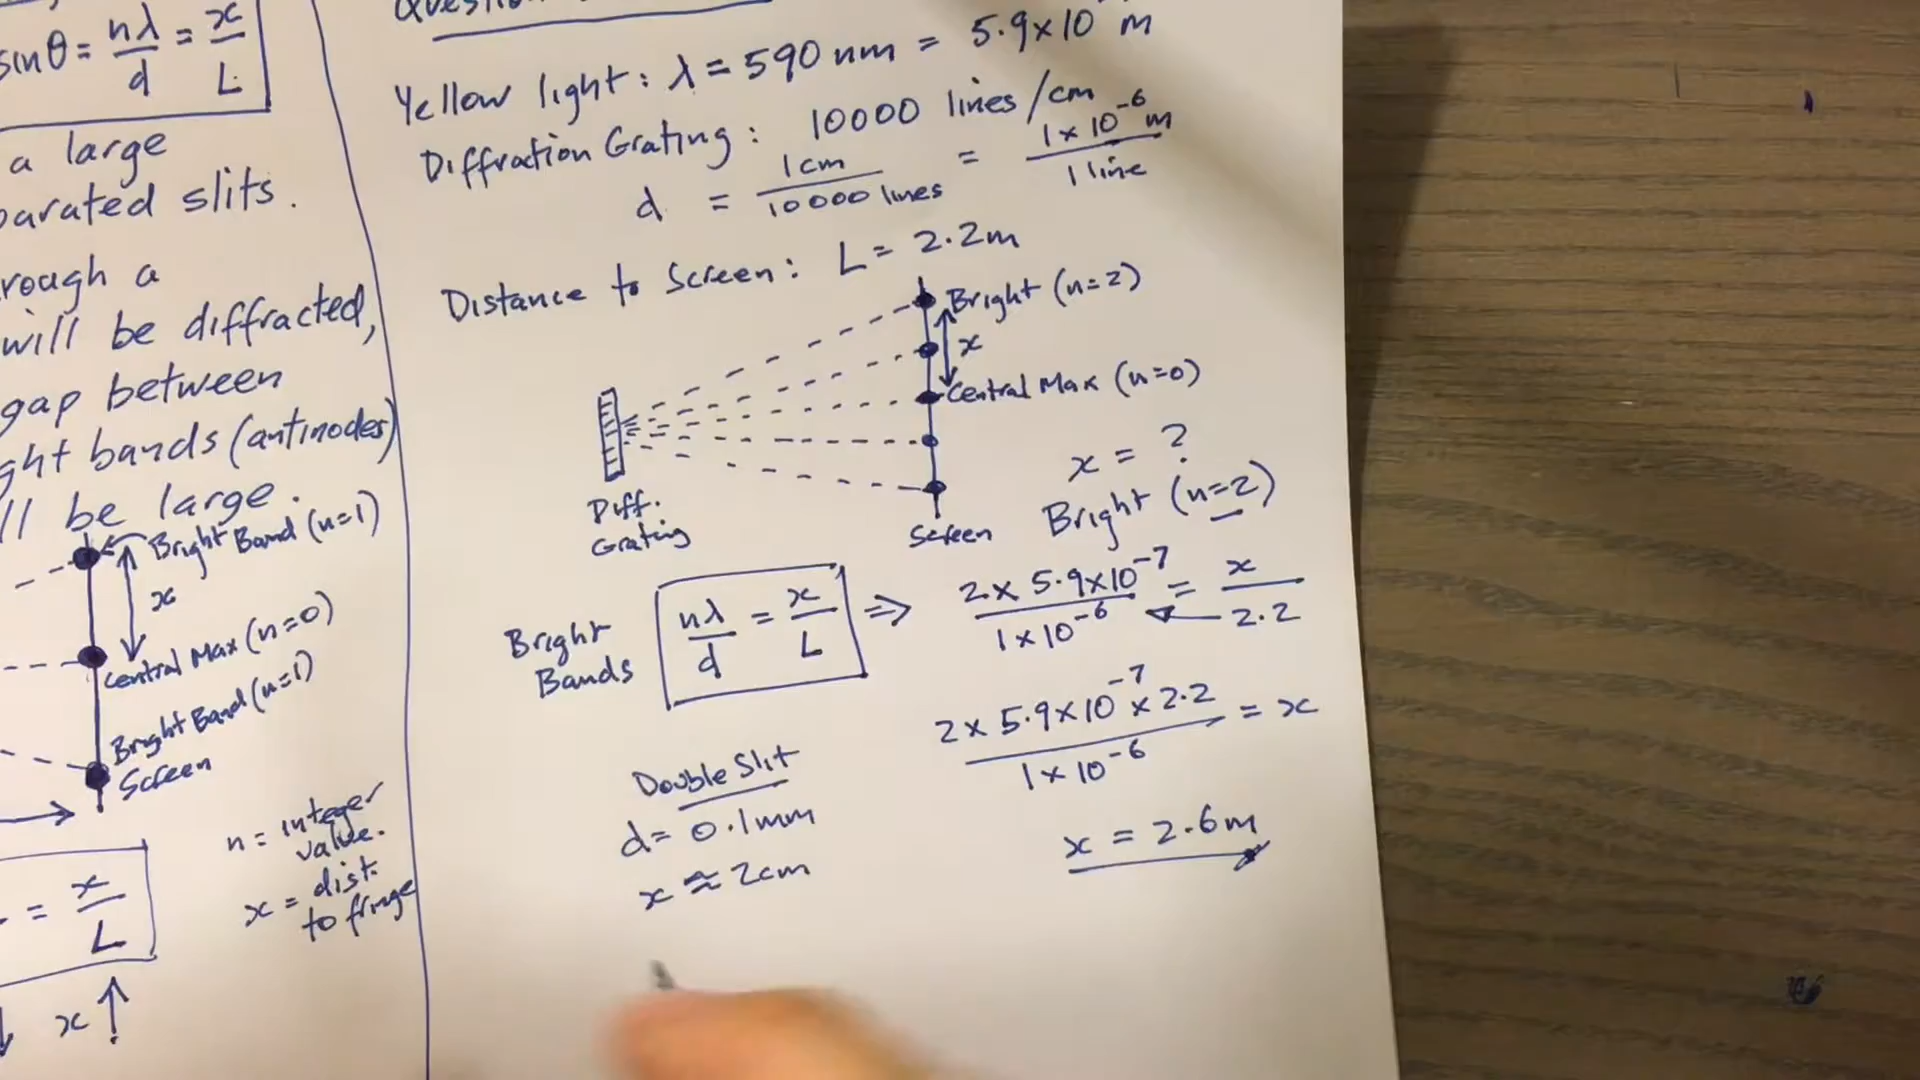 sinθ = nλ/d = x/L
a large
parated slits.
rough a
will be diffracted,
gap between
ght bands (antinodes)
ll be large.
Bright Band (n=1)
x
Central Max (n=0)
Bright Band (n=1)
Screen
n = integer value.
x = dist. to fringe
= x/L
x ↑
Question
Yellow light: λ = 590 nm = 5.9×10 m
Diffration Grating: 10000 lines/cm
d = 1cm/10000 lines = 1×10⁻⁶ m/1 line
Distance to Screen: L = 2.2m
Bright (n=2)
x
Central Max (n=0)
Diff. Grating
Screen
x = ?
Bright (n=2)
Bright Bands
nλ/d = x/L ⇒ 2×5.9×10⁻⁷/1×10⁻⁶ = x/2.2
2×5.9×10⁻⁷×2.2/1×10⁻⁶ = x
x = 2.6m
Double Slit
d = 0.1mm
x ≈ 2cm